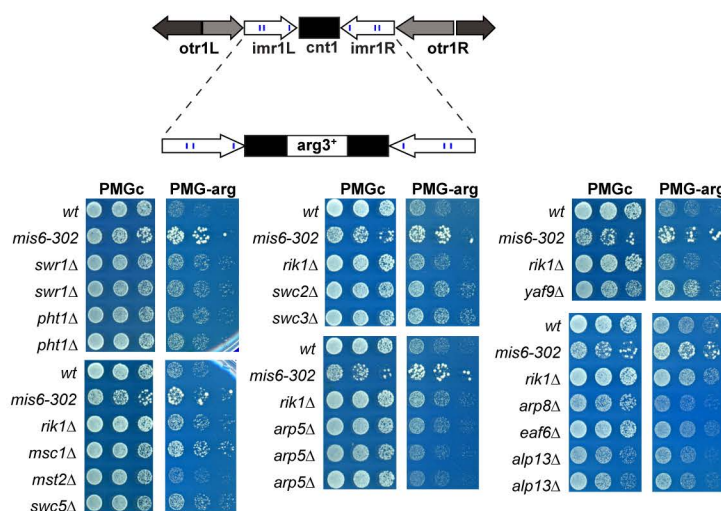 otr1L imr1L cnt1 imr1R otr1R
arg3+
PMGc PMG-arg
wt
mis6-302
swr1Δ
swr1Δ
pht1Δ
pht1Δ
wt
mis6-302
rik1Δ
msc1Δ
mst2Δ
swc5Δ
PMGc PMG-arg
wt
mis6-302
rik1Δ
swc2Δ
swc3Δ
wt
mis6-302
rik1Δ
arp5Δ
arp5Δ
arp5Δ
PMGc PMG-arg
wt
mis6-302
rik1Δ
yaf9Δ
wt
mis6-302
rik1Δ
arp8Δ
eaf6Δ
alp13Δ
alp13Δ